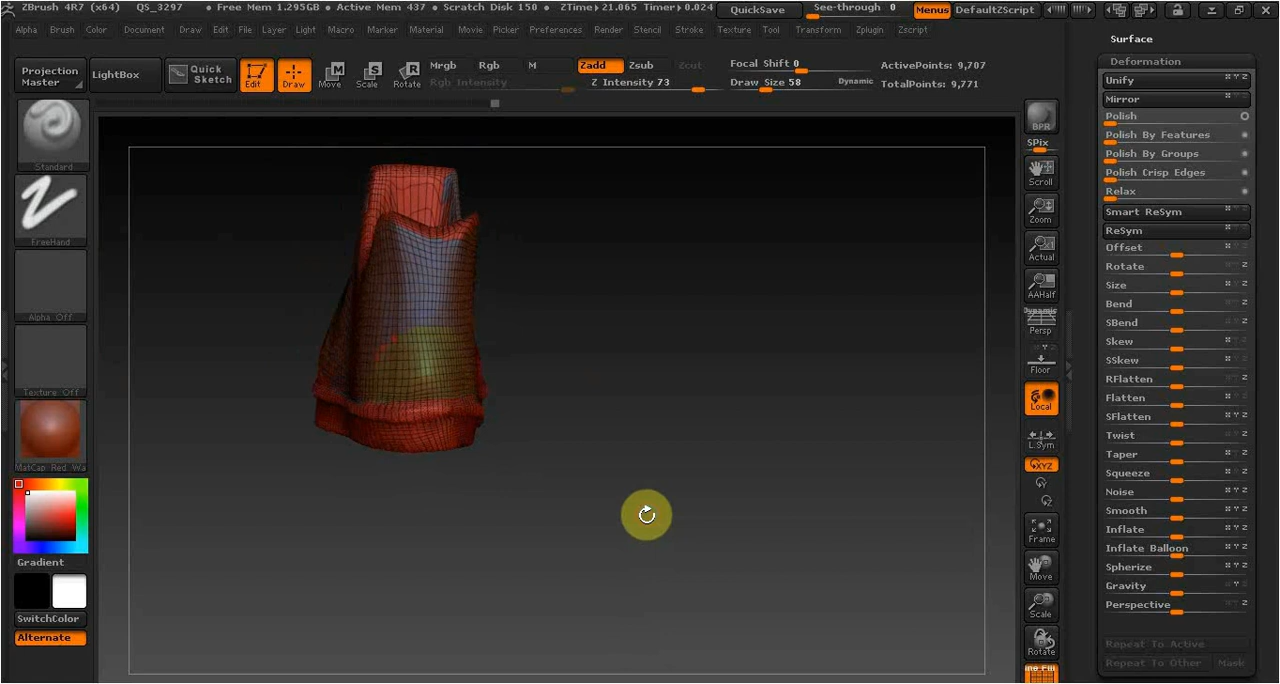 ZBrush 4R7 (x64) QS_3297 • Free Mem 1.295GB • Active Mem 437 • Scratch Disk 150 • ZTime▸21.065 Timer▸0.024 QuickSave See-through 0 Menus DefaultZScript
Alpha Brush Color Document Draw Edit File Layer Light Macro Marker Material Movie Picker Preferences Render Stencil Stroke Texture Tool Transform Zplugin Zscript
Projection Master
LightBox
Quick Sketch
Edit
Draw
Move
Scale
Rotate
Mrgb Rgb M
Rgb Intensity
Zadd Zsub Zcut
Z Intensity 73
Focal Shift 0
Draw Size 58 Dynamic
ActivePoints: 9,707
TotalPoints: 9,771
Standard
FreeHand
Alpha Off
Texture Off
MatCap Red Wa
Gradient
SwitchColor
Alternate
BPR
SPix
Scroll
Zoom
Actual
AAHalf
Dynamic
Persp
Floor
Local
L.Sym
XYZ
Frame
Move
Scale
Rotate
Surface
Deformation
Unify
Mirror
Polish
Polish By Features
Polish By Groups
Polish Crisp Edges
Relax
Smart ReSym
ReSym
Offset
Rotate
Size
Bend
SBend
Skew
SSkew
RFlatten
Flatten
SFlatten
Twist
Taper
Squeeze
Noise
Smooth
Inflate
Inflate Balloon
Spherize
Gravity
Perspective
Repeat To Active
Repeat To Other Mask